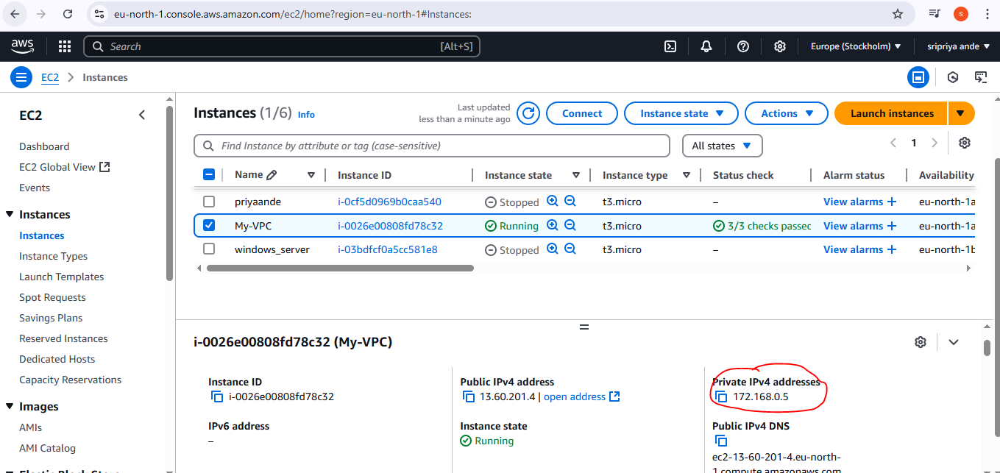 eu-north-1.console.aws.amazon.com/ec2/home?region=eu-north-1#Instances:
s
aws
Search
[Alt+S]
Europe (Stockholm)
sripriya ande
EC2
Instances
EC2
Dashboard
EC2 Global View
Events
Instances
Instances
Instance Types
Launch Templates
Spot Requests
Savings Plans
Reserved Instances
Dedicated Hosts
Capacity Reservations
Images
AMIs
AMI Catalog
Instances (1/6) Info
Last updated
less than a minute ago
Connect
Instance state
Actions
Launch instances
Find Instance by attribute or tag (case-sensitive)
All states
1
Name Instance ID Instance state Instance type Status check Alarm status Availability
priyaande i-0cf5d0969b0caa540 Stopped t3.micro – View alarms + eu-north-1a
My-VPC i-0026e00808fd78c32 Running t3.micro 3/3 checks passed View alarms + eu-north-1a
windows_server i-03bdfcf0a5cc581e8 Stopped t3.micro – View alarms + eu-north-1b
i-0026e00808fd78c32 (My-VPC)
Instance ID
i-0026e00808fd78c32
IPv6 address
–
Public IPv4 address
13.60.201.4 | open address
Instance state
Running
Private IPv4 addresses
172.168.0.5
Public IPv4 DNS
ec2-13-60-201-4.eu-north-
1.compute.amazonaws.com